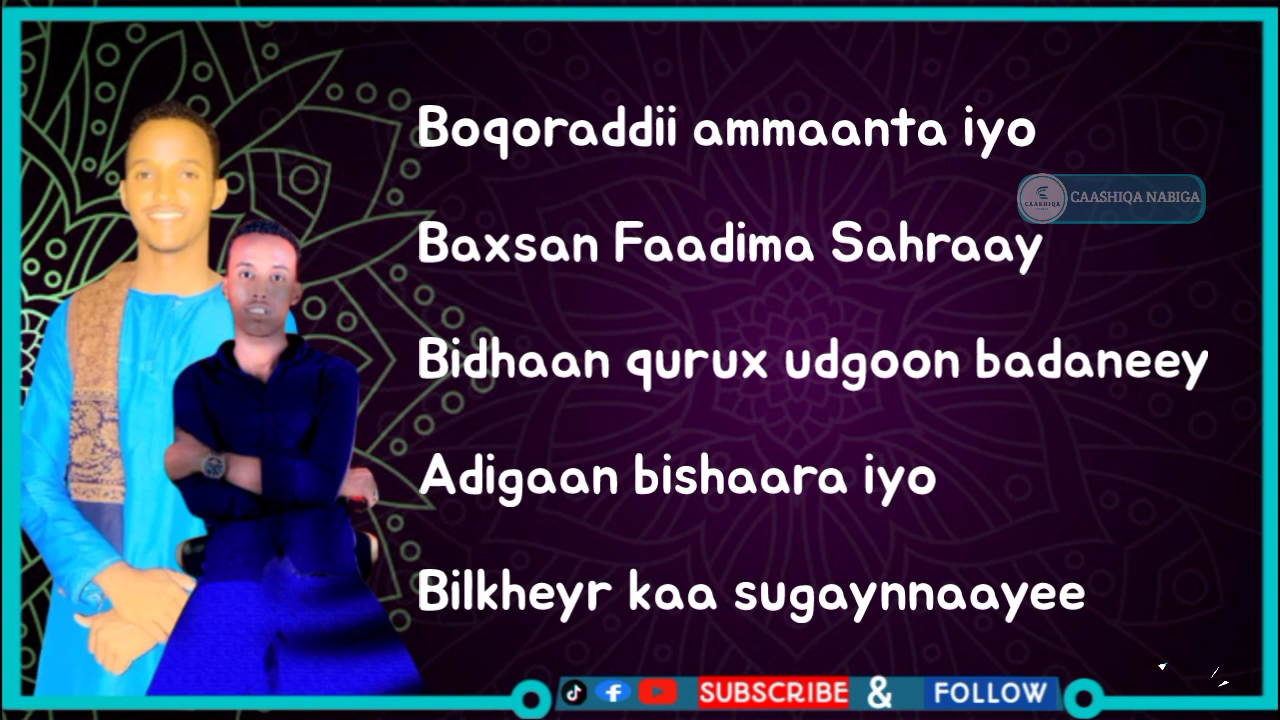 Boqoraddii ammaanta iyo
CAASHIQA NABIGA
CAASHIQA
Baxsan Faadima Sahraay
Bidhaan qurux udgoon badaneey
Adigaan bishaara iyo
Bilkheyr kaa sugaynnaayee
SUBSCRIBE & FOLLOW